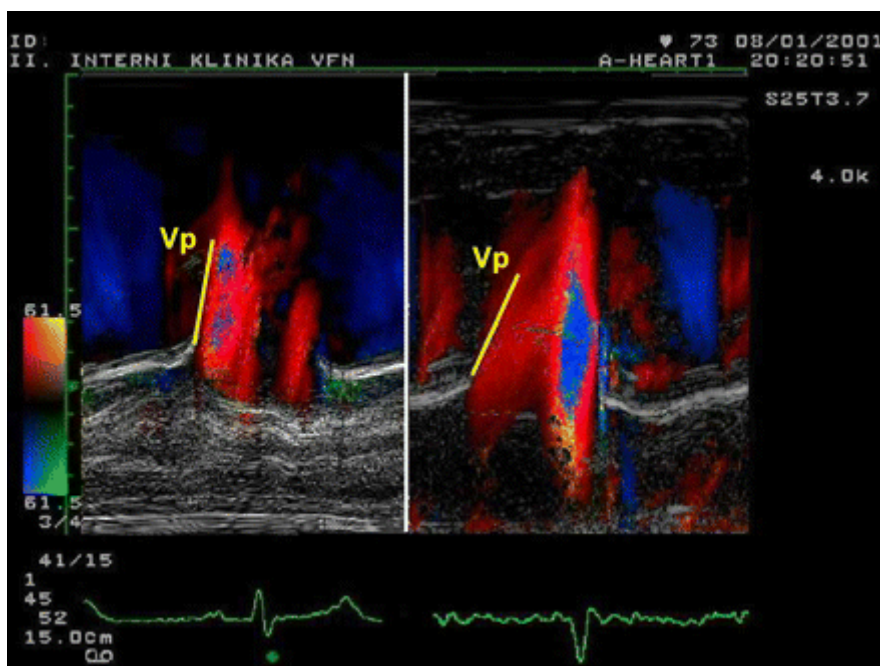 ID:
♥ 73 08/01/2001
II. INTERNI KLINIKA VFN
A-HEART1 20:20:51
S25T3.7
4.0k
Vp
Vp
61.5
61.5
3/4
41/15
1
45
52
15.0cm